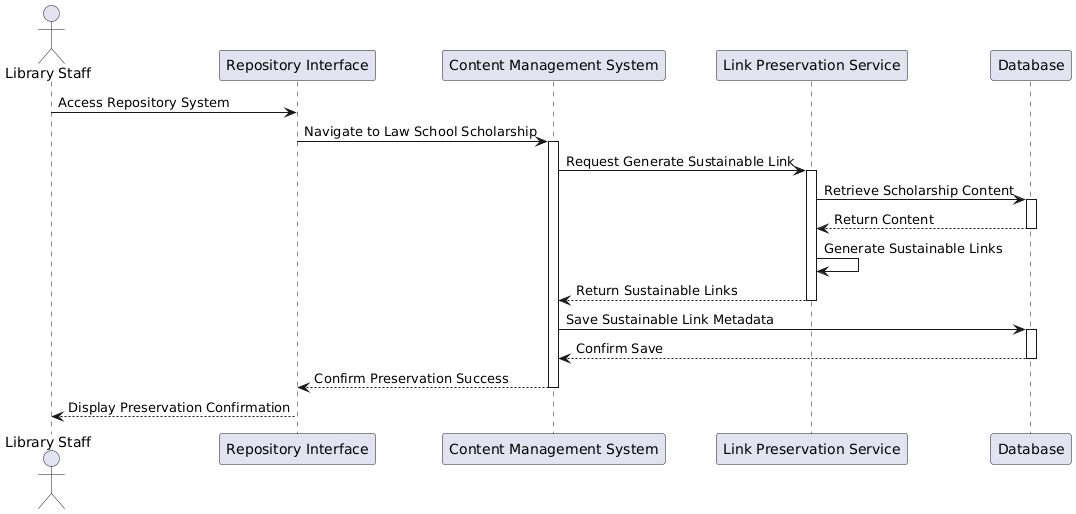 Library Staff
Repository Interface
Content Management System
Link Preservation Service
Database
Access Repository System
Navigate to Law School Scholarship
Request Generate Sustainable Link
Retrieve Scholarship Content
Return Content
Generate Sustainable Links
Return Sustainable Links
Save Sustainable Link Metadata
Confirm Save
Confirm Preservation Success
Display Preservation Confirmation
Library Staff
Repository Interface
Content Management System
Link Preservation Service
Database